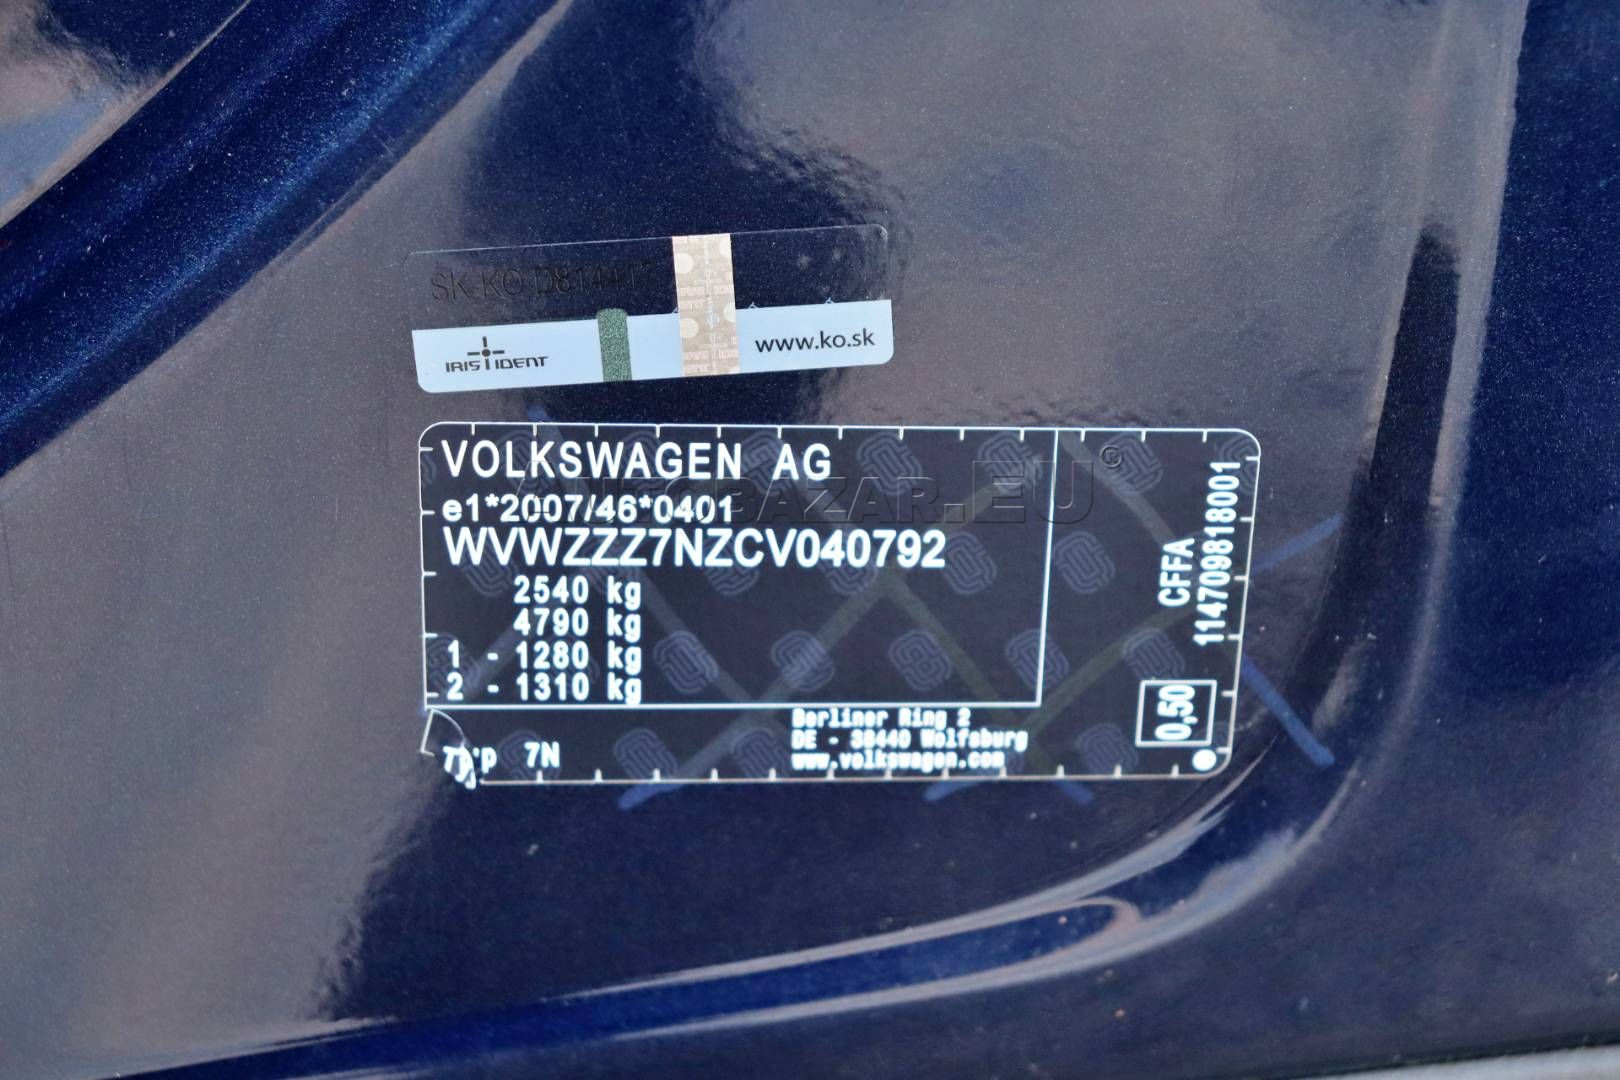 SK-KO
IRIS IDENT
www.ko.sk
VOLKSWAGEN AG
AUTOBAZAR.EU®
e1*2007/46*0401
WVWZZZ7NZCV040792
2540 kg
4790 kg
1 - 1280 kg
2 - 1310 kg
Typ 7N
Berliner Ring 2
DE - 38440 Wolfsburg
www.volkswagen.com
CFFA
114709818001
0,50